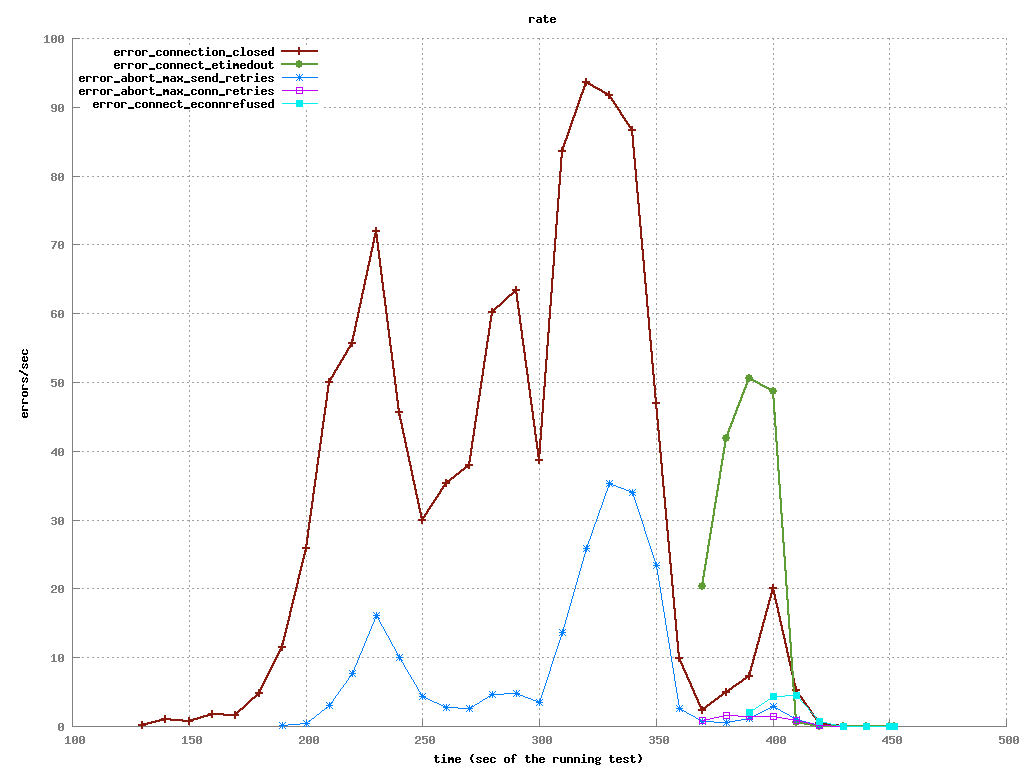 rate
100
90
80
70
60
50
40
30
20
10
0
errors/sec
error_connection_closed
error_connect_etimedout
error_abort_max_send_retries
error_abort_max_conn_retries
error_connect_econnrefused
100 150 200 250 300 350 400 450 500
time (sec of the running test)